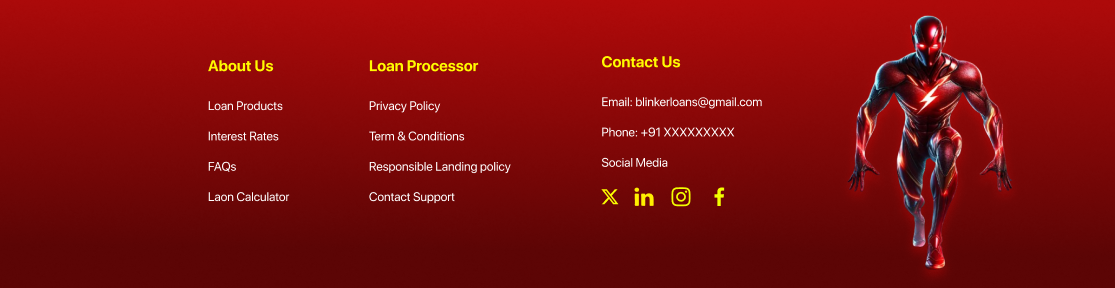 About Us
Loan Products
Interest Rates
FAQs
Laon Calculator
Loan Processor
Privacy Policy
Term & Conditions
Responsible Landing policy
Contact Support
Contact Us
Email: blinkerloans@gmail.com
Phone: +91 XXXXXXXXX
Social Media